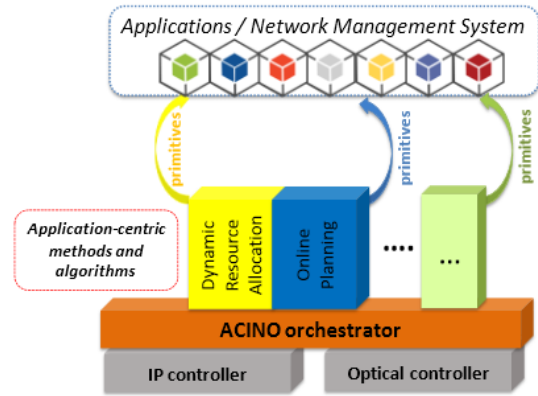 Applications / Network Management System
primitives
primitives
primitives
Application-centric
methods and
algorithms
Dynamic
Resource
Allocation
Online
Planning
....
...
ACINO orchestrator
IP controller
Optical controller